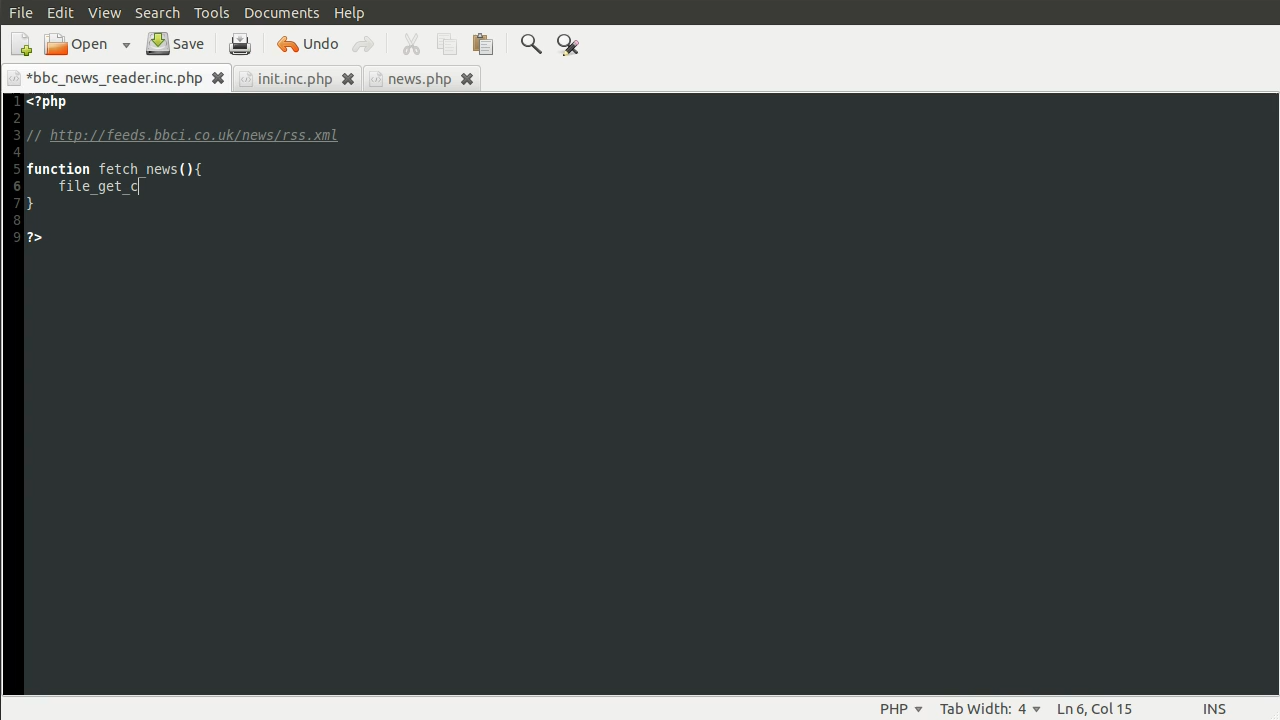 File Edit View Search Tools Documents Help
Open Save Undo
*bbc_news_reader.inc.php init.inc.php news.php
1 <?php
2
3 // http://feeds.bbci.co.uk/news/rss.xml
4
5 function fetch_news(){
6 file_get_c
7 }
8
9 ?>
PHP Tab Width: 4 Ln 6, Col 15 INS